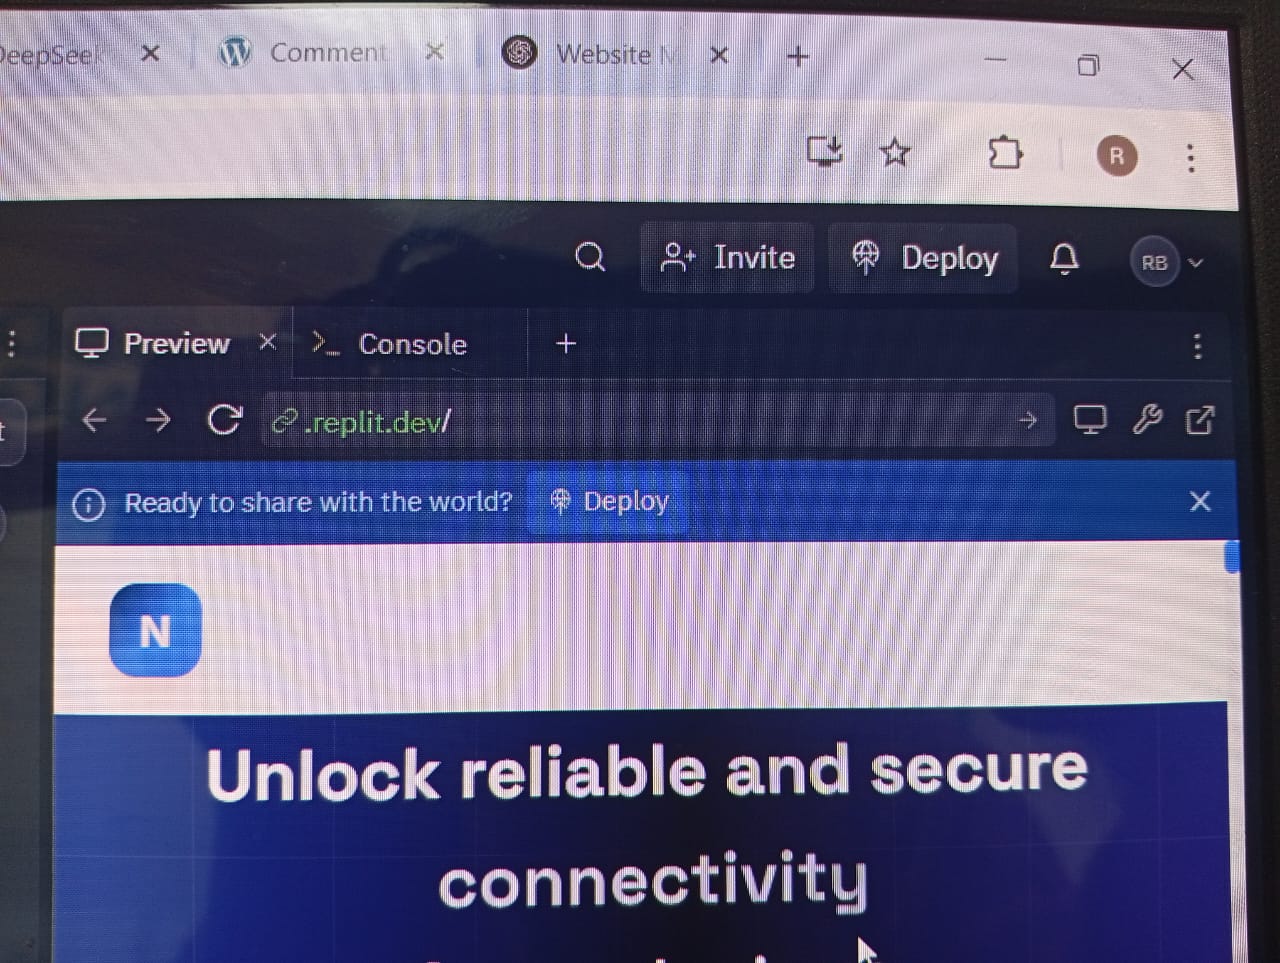 DeepSeek
Comment
Website
R
Invite
Deploy
RB
Preview
Console
t
.replit.dev/
Ready to share with the world?
Deploy
N
Unlock reliable and secure
connectivity